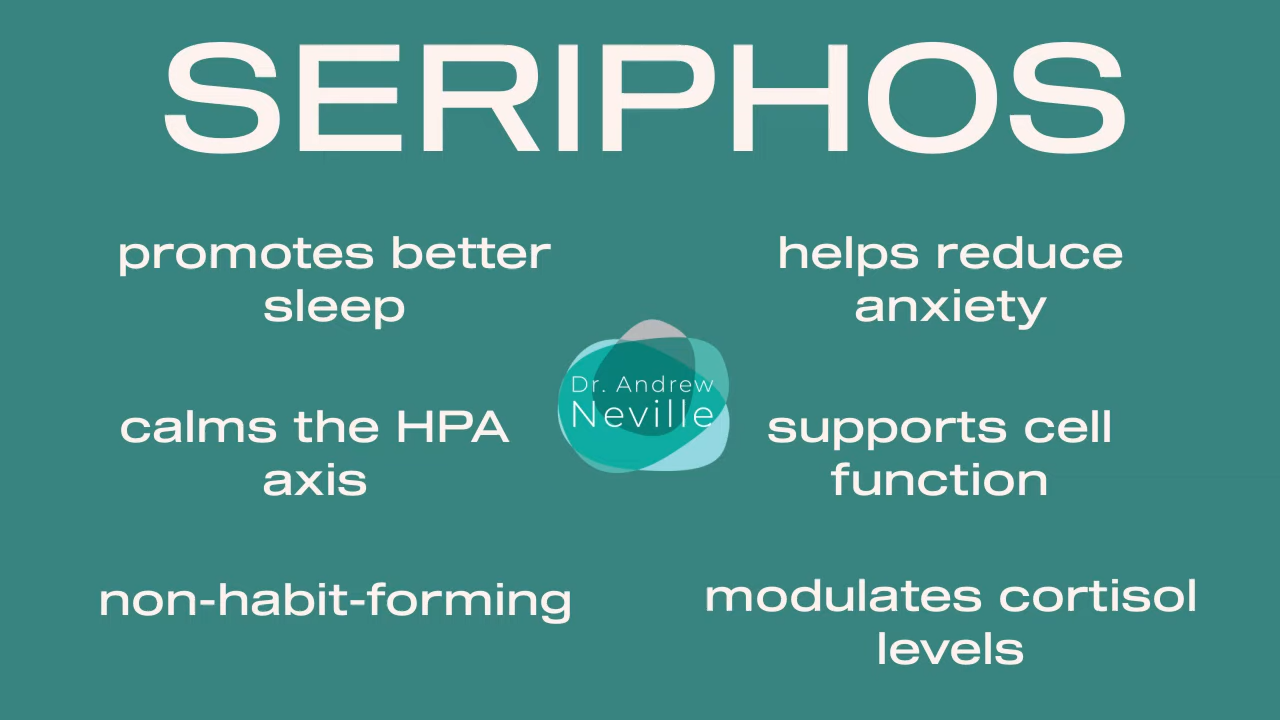 SERIPHOS
promotes better
sleep
helps reduce
anxiety
Dr. Andrew
Neville
calms the HPA
axis
supports cell
function
non-habit-forming
modulates cortisol
levels